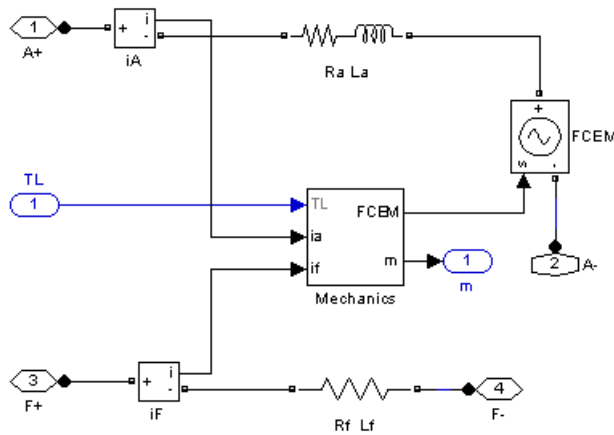 1
A+
+
i
-
iA
Ra La
+
s
-
FCEM
2
A-
TL
1
TL
ia
if
FCEM
m
Mechanics
1
m
3
F+
+
i
-
iF
Rf Lf
4
F-